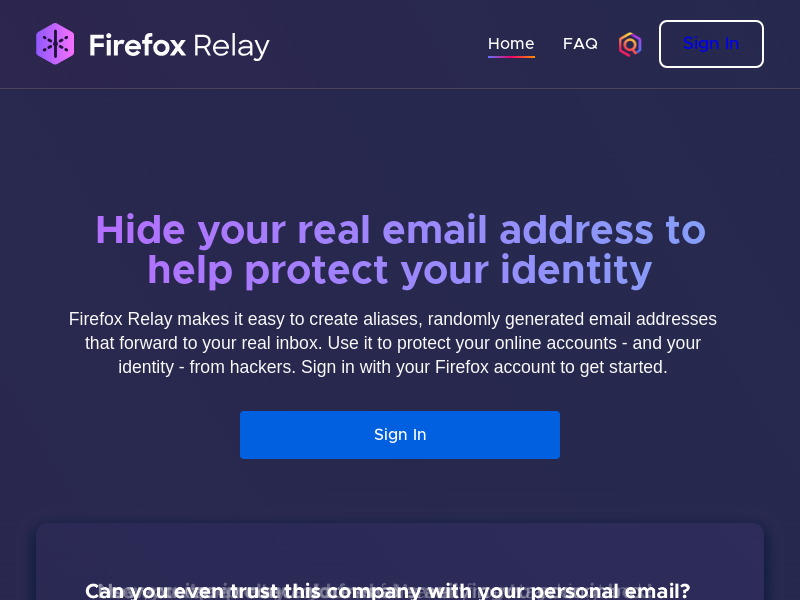 Firefox Relay
Home
FAQ
Sign In
Hide your real email address to
help protect your identity
Firefox Relay makes it easy to create aliases, randomly generated email addresses
that forward to your real inbox. Use it to protect your online accounts - and your
identity - from hackers. Sign in with your Firefox account to get started.
Sign In
Can you even trust this company with your personal email?